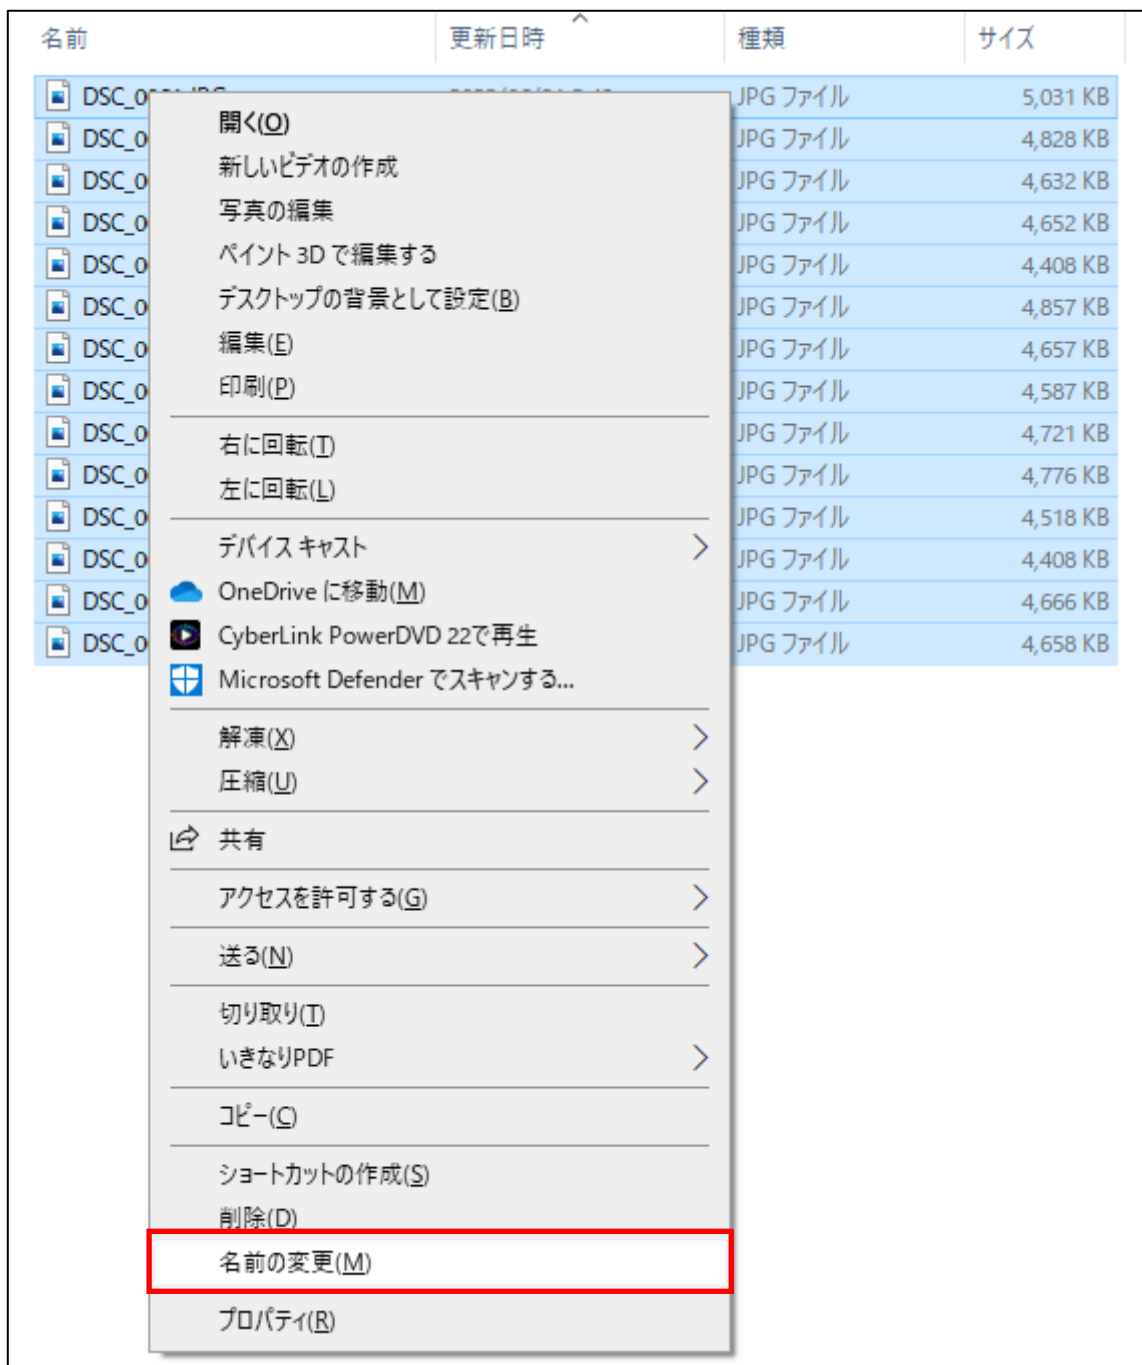 名前 更新日時 種類 サイズ
JPG ファイル 5,031 KB
DSC_0 JPG ファイル 4,828 KB
DSC_0 JPG ファイル 4,632 KB
DSC_0 JPG ファイル 4,652 KB
DSC_0 JPG ファイル 4,408 KB
DSC_0 JPG ファイル 4,857 KB
DSC_0 JPG ファイル 4,657 KB
DSC_0 JPG ファイル 4,587 KB
DSC_0 JPG ファイル 4,721 KB
DSC_0 JPG ファイル 4,776 KB
DSC_0 JPG ファイル 4,518 KB
DSC_0 JPG ファイル 4,408 KB
DSC_0 JPG ファイル 4,666 KB
DSC_0 JPG ファイル 4,658 KB
開く(O)
新しいビデオの作成
写真の編集
ペイント 3D で編集する
デスクトップの背景として設定(B)
編集(E)
印刷(P)
右に回転(T)
左に回転(L)
デバイス キャスト
OneDrive に移動(M)
CyberLink PowerDVD 22で再生
Microsoft Defender でスキャンする...
解凍(X)
圧縮(U)
共有
アクセスを許可する(G)
送る(N)
切り取り(T)
いきなりPDF
コピー(C)
ショートカットの作成(S)
削除(D)
名前の変更(M)
プロパティ(R)